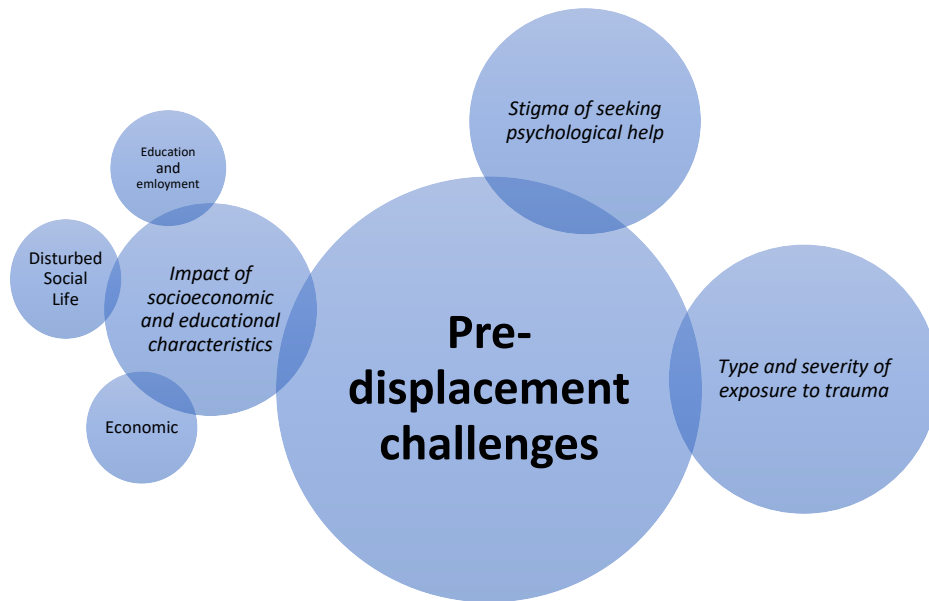 Stigma of seeking
psychological help
Education
and
emloyment
Disturbed
Social
Life
Impact of
socioeconomic
and educational
characteristics
Economic
Pre-
displacement
challenges
Type and severity of
exposure to trauma